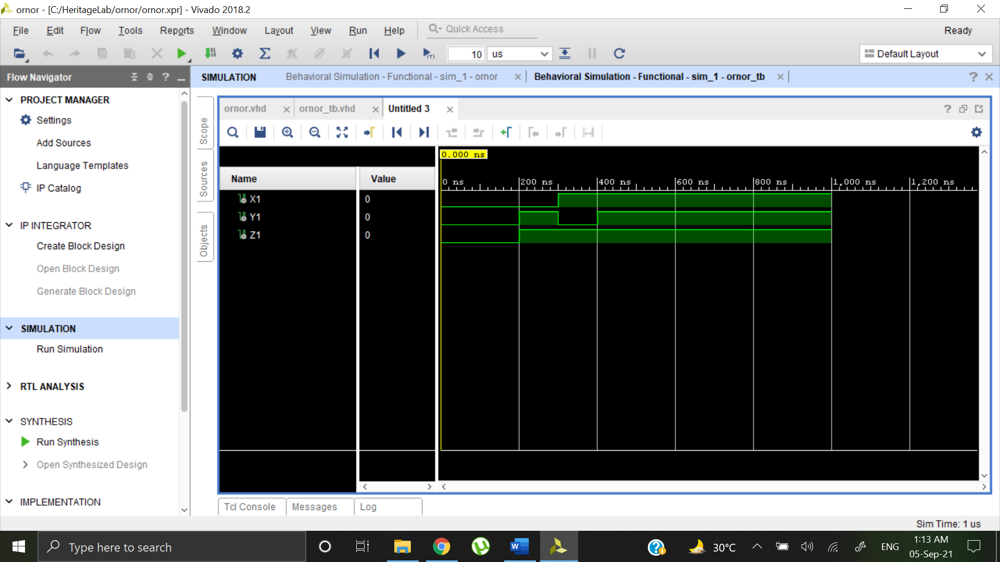 ornor - [C:/HeritageLab/ornor/ornor.xpr] - Vivado 2018.2
File Edit Flow Tools Reports Window Layout View Run Help Quick Access Ready
10 us Default Layout
Flow Navigator
SIMULATION Behavioral Simulation - Functional - sim_1 - ornor Behavioral Simulation - Functional - sim_1 - ornor_tb
PROJECT MANAGER
Settings
Add Sources
Language Templates
IP Catalog
IP INTEGRATOR
Create Block Design
Open Block Design
Generate Block Design
SIMULATION
Run Simulation
RTL ANALYSIS
SYNTHESIS
Run Synthesis
Open Synthesized Design
IMPLEMENTATION
Scope
Sources
Objects
ornor.vhd ornor_tb.vhd Untitled 3
0.000 ns
Name Value
0 ns 200 ns 400 ns 600 ns 800 ns 1,000 ns 1,200 ns
X1 0
Y1 0
Z1 0
Tcl Console Messages Log
Sim Time: 1 us
Type here to search
30°C ENG
1:13 AM
05-Sep-21